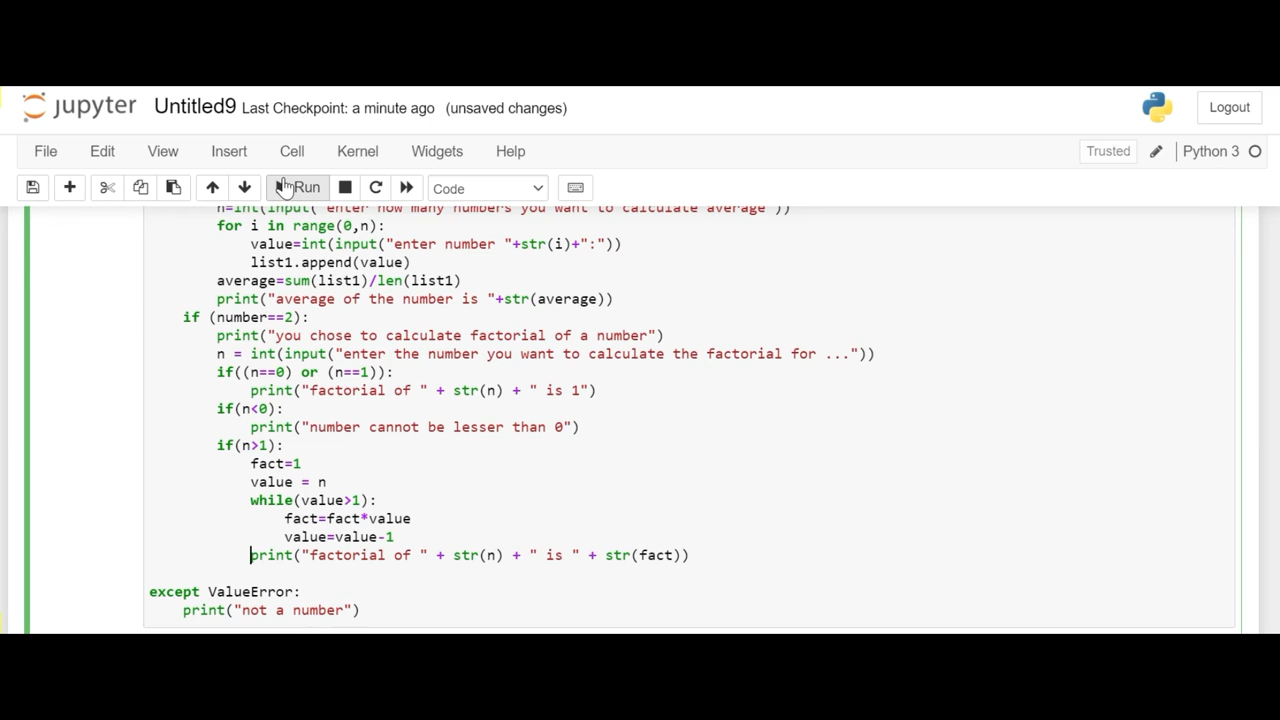 jupyter Untitled9 Last Checkpoint: a minute ago (unsaved changes) Logout
File Edit View Insert Cell Kernel Widgets Help Trusted Python 3
Run Code
n=int(input("enter how many numbers you want to calculate average"))
for i in range(0,n):
value=int(input("enter number "+str(i)+":"))
list1.append(value)
average=sum(list1)/len(list1)
print("average of the number is "+str(average))
if (number==2):
print("you chose to calculate factorial of a number")
n = int(input("enter the number you want to calculate the factorial for ..."))
if((n==0) or (n==1)):
print("factorial of " + str(n) + " is 1")
if(n<0):
print("number cannot be lesser than 0")
if(n>1):
fact=1
value = n
while(value>1):
fact=fact*value
value=value-1
print("factorial of " + str(n) + " is " + str(fact))
except ValueError:
print("not a number")